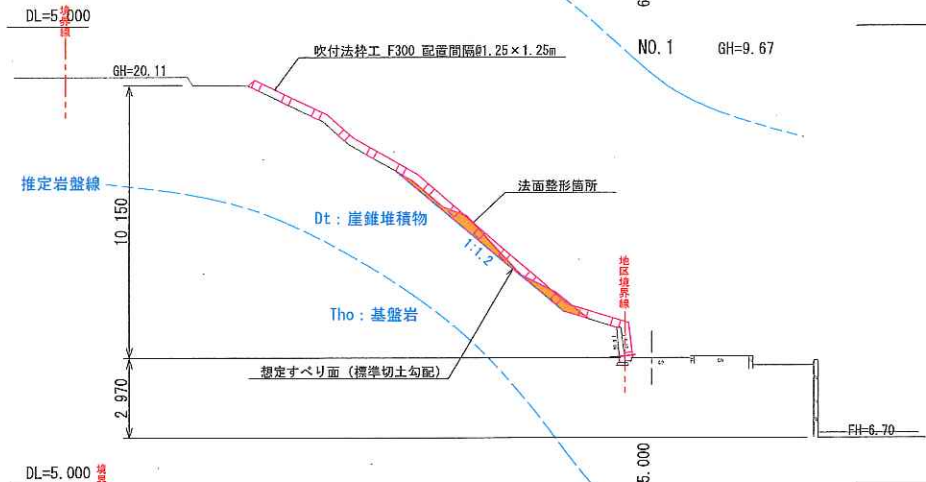 DL=5.000
境界線
NO.1 GH=9.67
吹付法枠工 F300 配置間隔@1.25×1.25m
GH=20.11
推定岩盤線
法面整形箇所
Dt：崖錐堆積物
10 150
1:1.2
地区境界線
Tho：基盤岩
想定すべり面（標準切土勾配）
2 970
FH=6.70
DL=5.000
境界
5.000